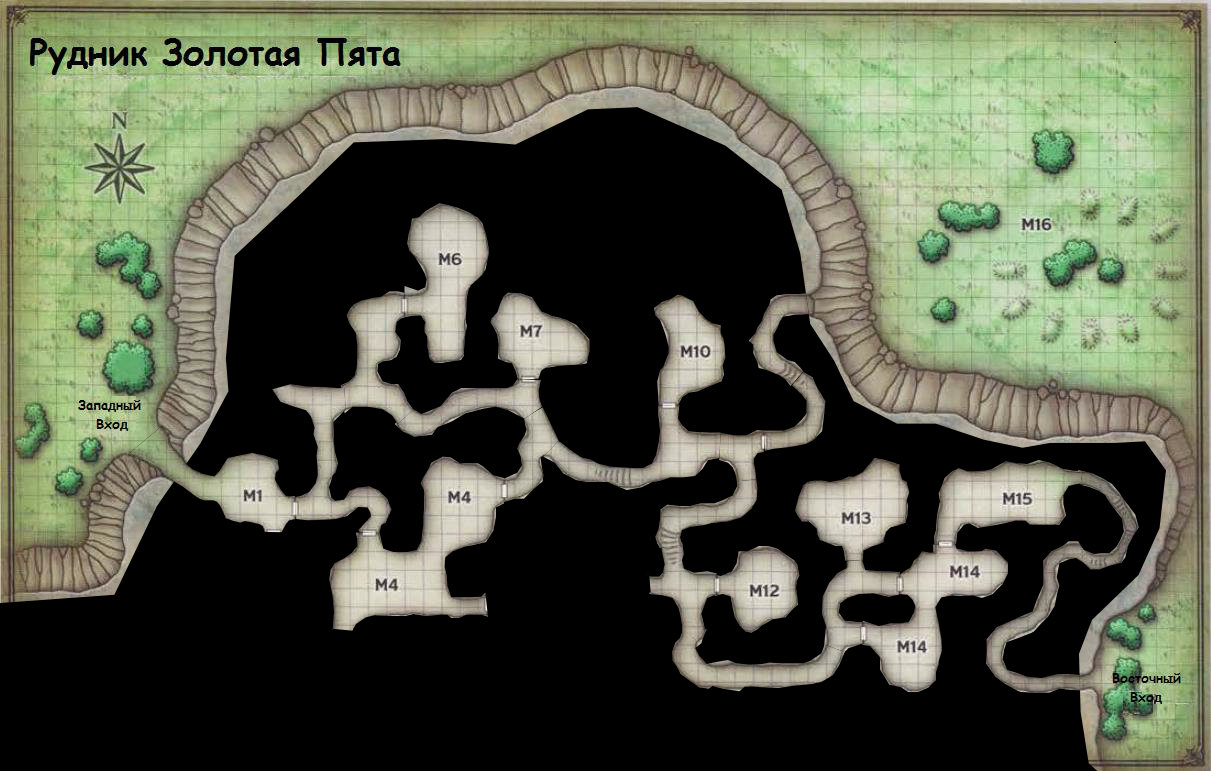 Рудник Золотая Пята
N
M16
M6
M7
M10
Западный
Вход
M1
M4
M15
M13
M4
M12
M14
M14
Восточный
Вход